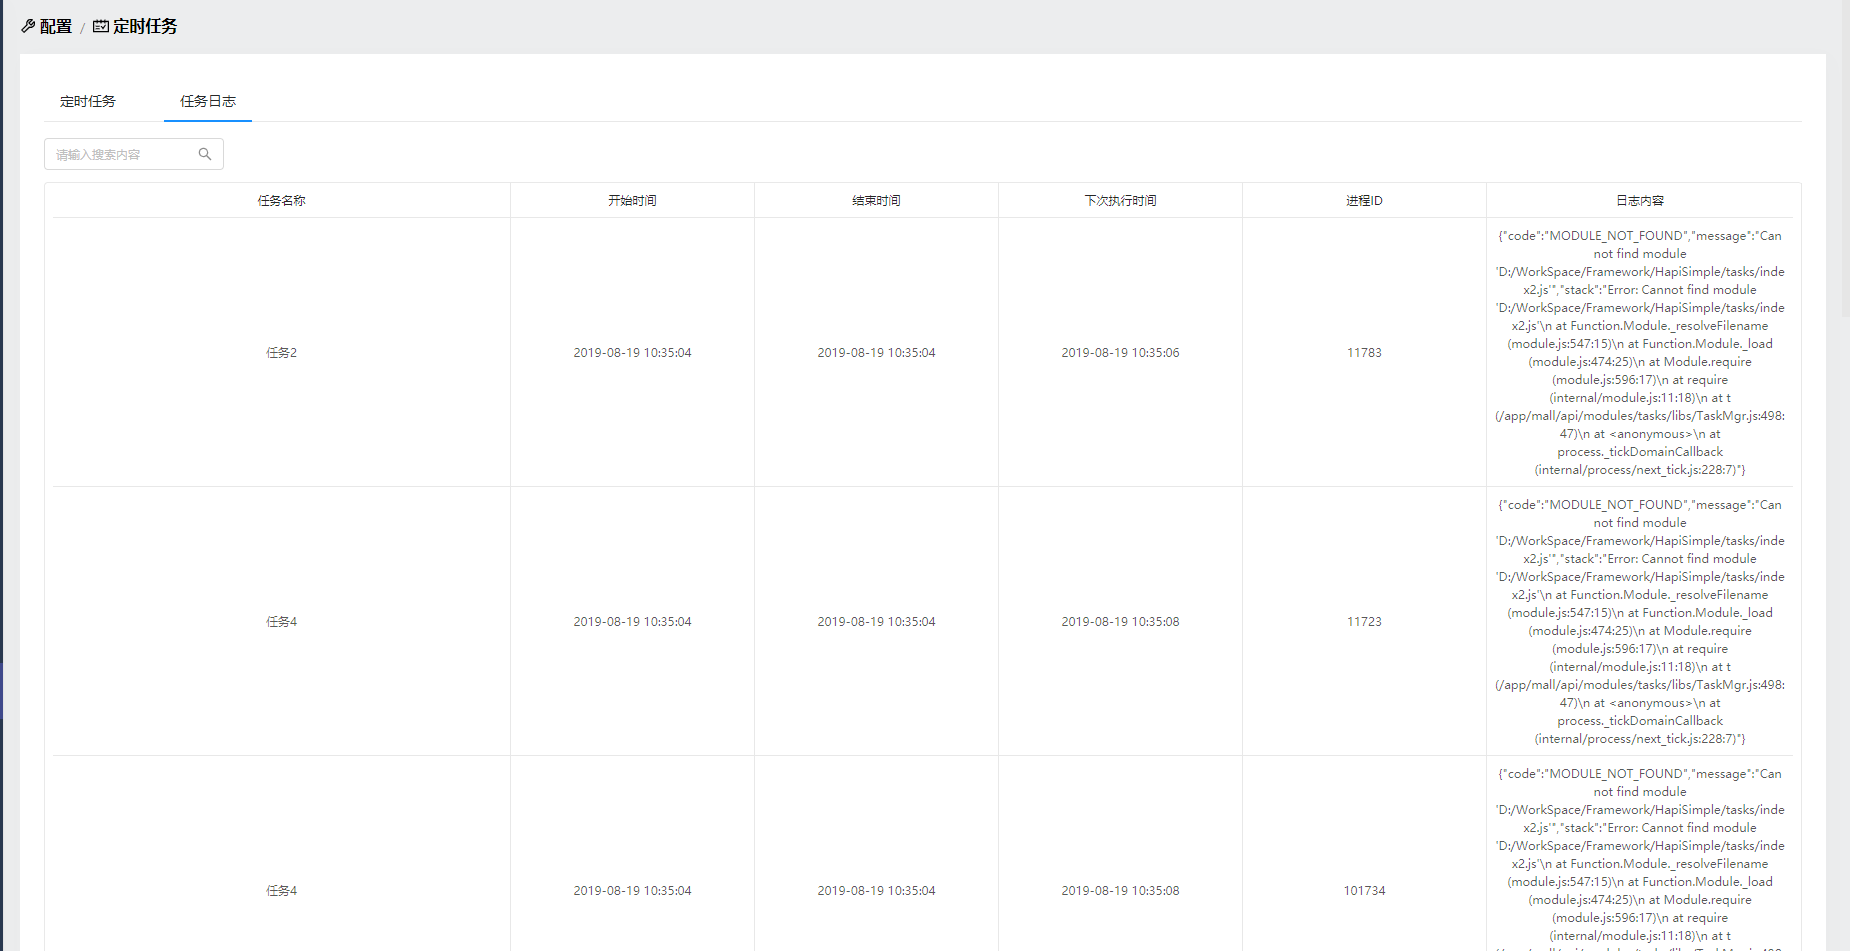 配置 / 定时任务
定时任务 任务日志
请输入搜索内容
任务名称 开始时间 结束时间 下次执行时间 进程ID 日志内容
任务2 2019-08-19 10:35:04 2019-08-19 10:35:04 2019-08-19 10:35:06 11783
{"code":"MODULE_NOT_FOUND","message":"Can
not find module
'D:/WorkSpace/Framework/HapiSimple/tasks/inde
x2.js'","stack":"Error: Cannot find module
'D:/WorkSpace/Framework/HapiSimple/tasks/inde
x2.js'\n at Function.Module._resolveFilename
(module.js:547:15)\n at Function.Module._load
(module.js:474:25)\n at Module.require
(module.js:596:17)\n at require
(internal/module.js:11:18)\n at t
(/app/mall/api/modules/tasks/libs/TaskMgr.js:498:
47)\n at <anonymous>\n at
process._tickDomainCallback
(internal/process/next_tick.js:228:7)"}
任务4 2019-08-19 10:35:04 2019-08-19 10:35:04 2019-08-19 10:35:08 11723
{"code":"MODULE_NOT_FOUND","message":"Can
not find module
'D:/WorkSpace/Framework/HapiSimple/tasks/inde
x2.js'","stack":"Error: Cannot find module
'D:/WorkSpace/Framework/HapiSimple/tasks/inde
x2.js'\n at Function.Module._resolveFilename
(module.js:547:15)\n at Function.Module._load
(module.js:474:25)\n at Module.require
(module.js:596:17)\n at require
(internal/module.js:11:18)\n at t
(/app/mall/api/modules/tasks/libs/TaskMgr.js:498:
47)\n at <anonymous>\n at
process._tickDomainCallback
(internal/process/next_tick.js:228:7)"}
任务4 2019-08-19 10:35:04 2019-08-19 10:35:04 2019-08-19 10:35:08 101734
{"code":"MODULE_NOT_FOUND","message":"Can
not find module
'D:/WorkSpace/Framework/HapiSimple/tasks/inde
x2.js'","stack":"Error: Cannot find module
'D:/WorkSpace/Framework/HapiSimple/tasks/inde
x2.js'\n at Function.Module._resolveFilename
(module.js:547:15)\n at Function.Module._load
(module.js:474:25)\n at Module.require
(module.js:596:17)\n at require
(internal/module.js:11:18)\n at t